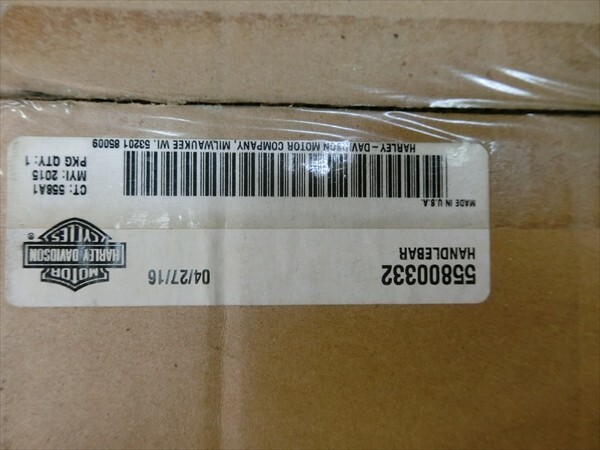 55800332
HANDLEBAR
04/27/16
MOTOR
HARLEY-DAVIDSON
CYCLES
®
MADE IN U.S.A.
CT: 558A1
MYI: 2015
PKG QTY: 1
HARLEY-DAVIDSON MOTOR COMPANY, MILWAUKEE WI. 53201 85009